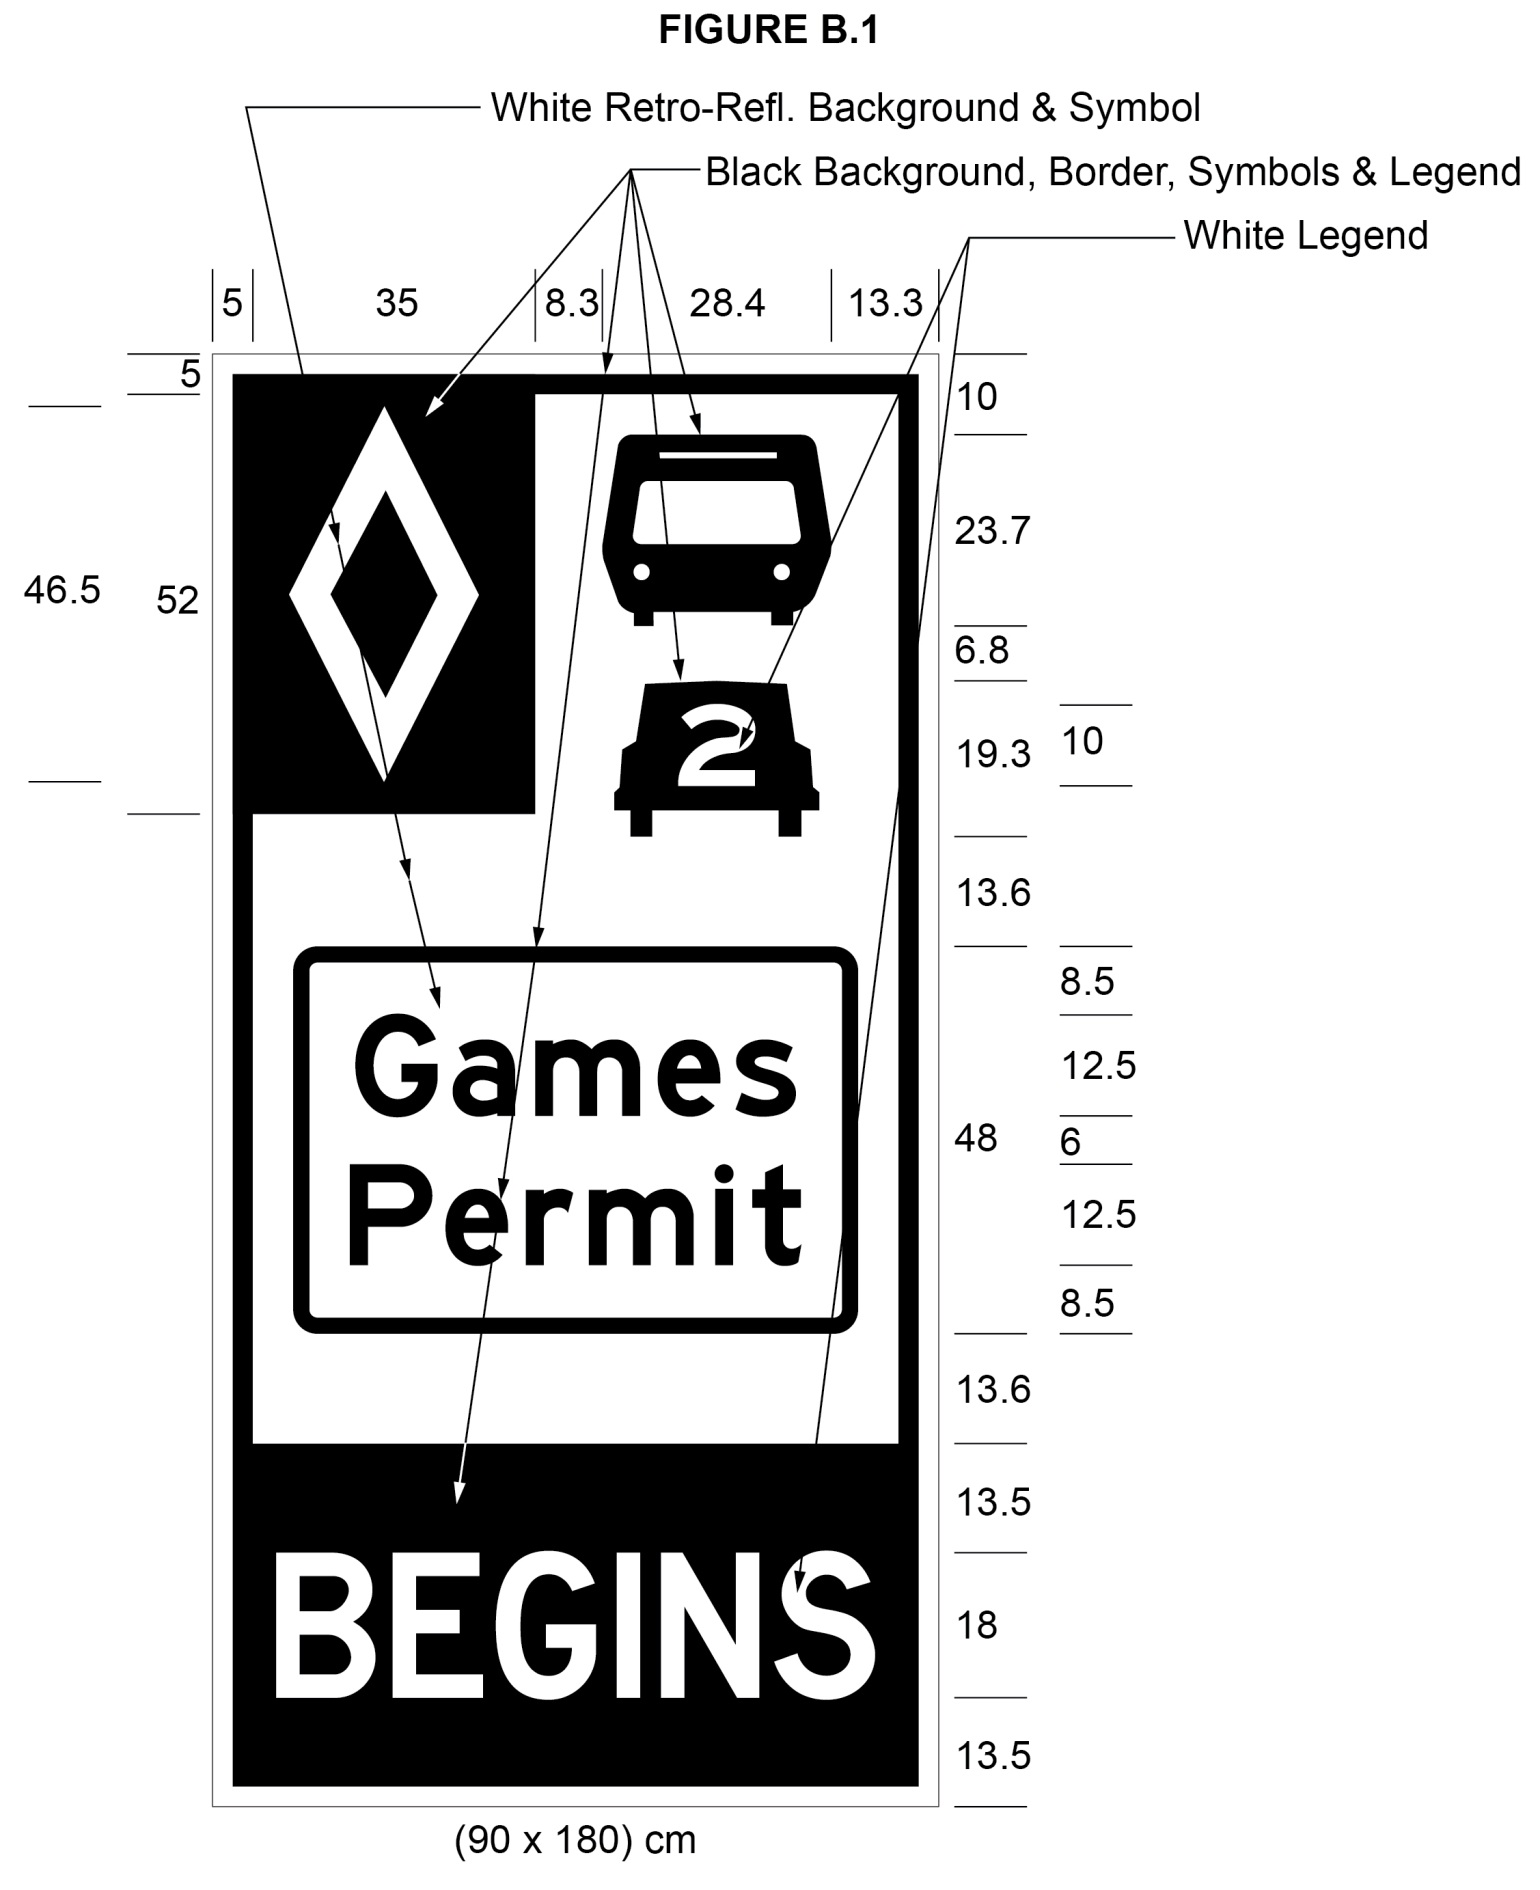 FIGURE B.1
White Retro-Refl. Background & Symbol
Black Background, Border, Symbols & Legend
White Legend
5 35 8.3 28.4 13.3
5
10
23.7
46.5 52
6.8
2
19.3 10
13.6
8.5
Games
12.5
48 6
Permit
12.5
8.5
13.6
13.5
BEGINS
18
13.5
(90 x 180) cm